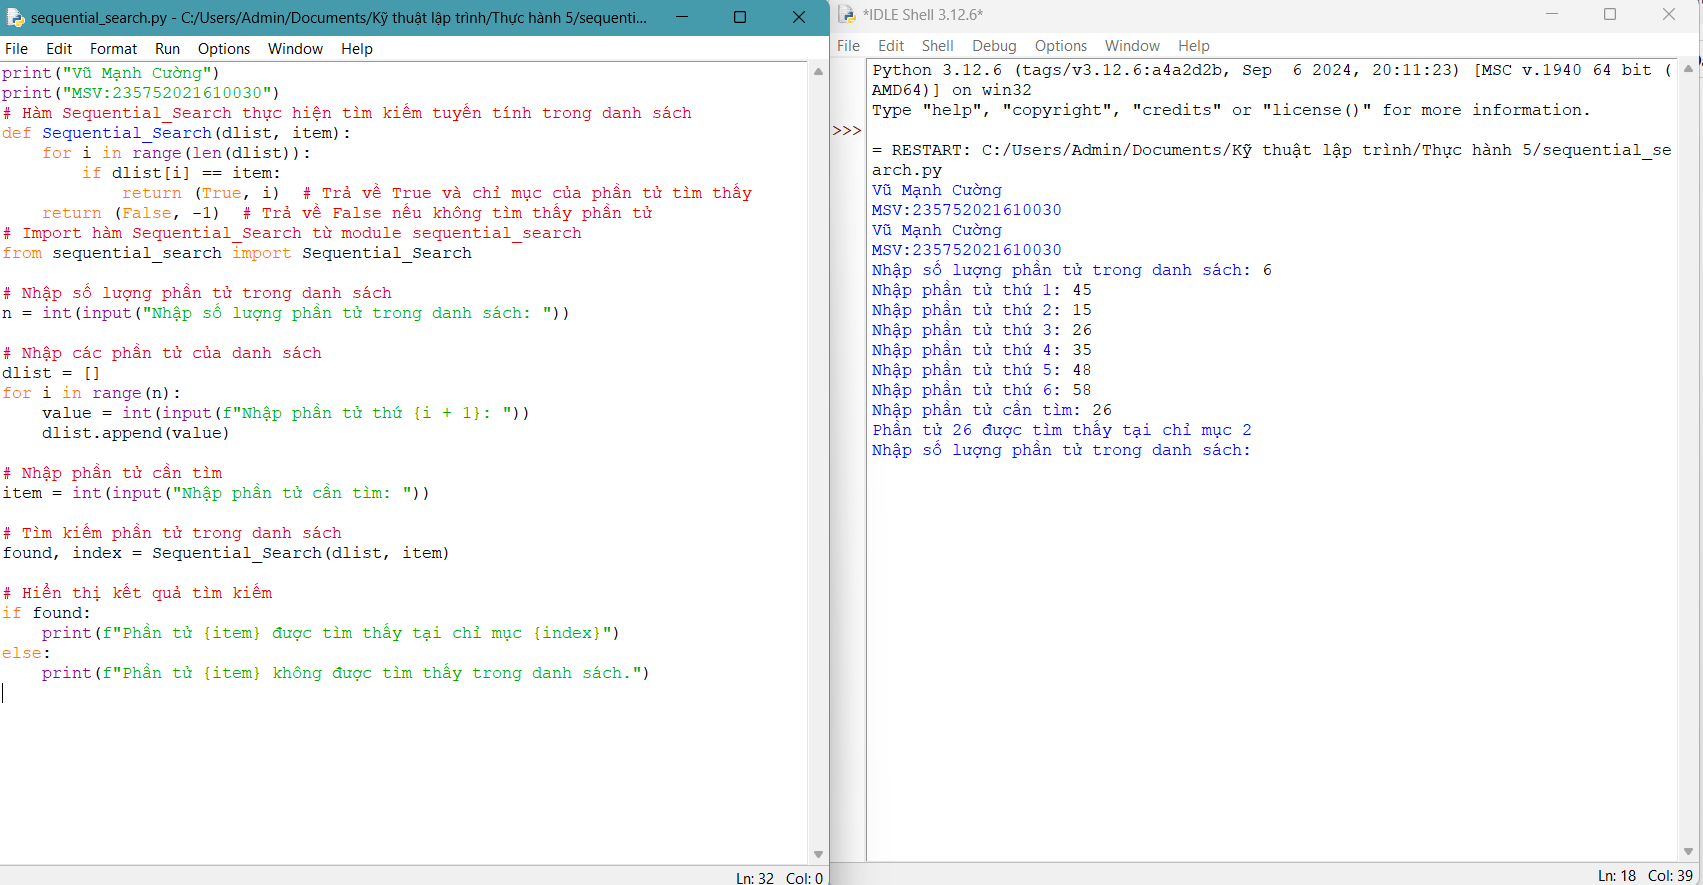 sequential_search.py - C:/Users/Admin/Documents/Kỹ thuật lập trình/Thực hành 5/sequenti...
File Edit Format Run Options Window Help
print("Vũ Mạnh Cường")
print("MSV:235752021610030")
# Hàm Sequential_Search thực hiện tìm kiếm tuyến tính trong danh sách
def Sequential_Search(dlist, item):
    for i in range(len(dlist)):
        if dlist[i] == item:
            return (True, i)  # Trả về True và chỉ mục của phần tử tìm thấy
    return (False, -1)  # Trả về False nếu không tìm thấy phần tử
# Import hàm Sequential_Search từ module sequential_search
from sequential_search import Sequential_Search
# Nhập số lượng phần tử trong danh sách
n = int(input("Nhập số lượng phần tử trong danh sách: "))
# Nhập các phần tử của danh sách
dlist = []
for i in range(n):
    value = int(input(f"Nhập phần tử thứ {i + 1}: "))
    dlist.append(value)
# Nhập phần tử cần tìm
item = int(input("Nhập phần tử cần tìm: "))
# Tìm kiếm phần tử trong danh sách
found, index = Sequential_Search(dlist, item)
# Hiển thị kết quả tìm kiếm
if found:
    print(f"Phần tử {item} được tìm thấy tại chỉ mục {index}")
else:
    print(f"Phần tử {item} không được tìm thấy trong danh sách.")
Ln: 32 Col: 0
*IDLE Shell 3.12.6*
File Edit Shell Debug Options Window Help
Python 3.12.6 (tags/v3.12.6:a4a2d2b, Sep  6 2024, 20:11:23) [MSC v.1940 64 bit (
AMD64)] on win32
Type "help", "copyright", "credits" or "license()" for more information.
>>>
= RESTART: C:/Users/Admin/Documents/Kỹ thuật lập trình/Thực hành 5/sequential_se
arch.py
Vũ Mạnh Cường
MSV:235752021610030
Vũ Mạnh Cường
MSV:235752021610030
Nhập số lượng phần tử trong danh sách: 6
Nhập phần tử thứ 1: 45
Nhập phần tử thứ 2: 15
Nhập phần tử thứ 3: 26
Nhập phần tử thứ 4: 35
Nhập phần tử thứ 5: 48
Nhập phần tử thứ 6: 58
Nhập phần tử cần tìm: 26
Phần tử 26 được tìm thấy tại chỉ mục 2
Nhập số lượng phần tử trong danh sách:
Ln: 18 Col: 39